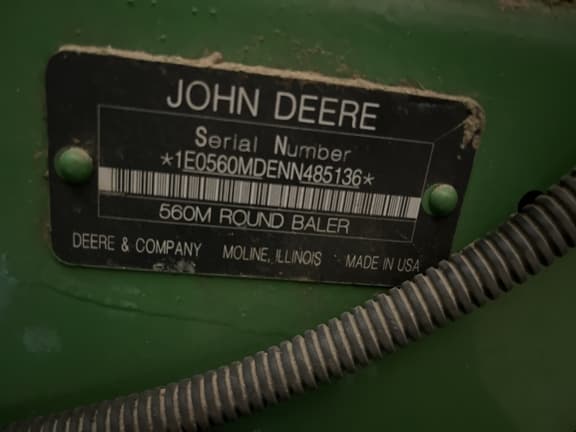 JOHN DEERE
Serial Number
*1E0560MDENN485136*
560M ROUND BALER
DEERE & COMPANY MOLINE, ILLINOIS MADE IN USA